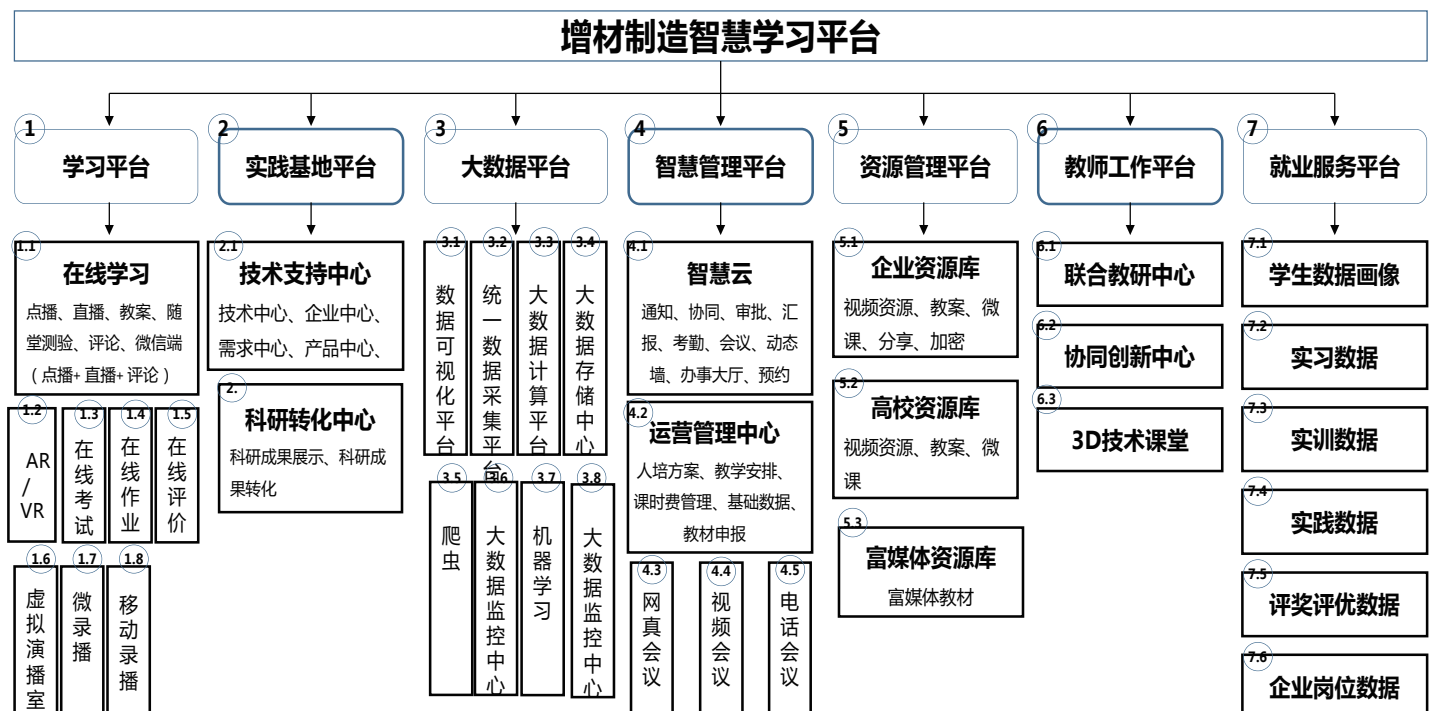 增材制造智慧学习平台
1
学习平台
2
实践基地平台
3
大数据平台
4
智慧管理平台
5
资源管理平台
6
教师工作平台
7
就业服务平台
1.1
在线学习
点播、直播、教案、随
堂测验、评论、微信端
（点播+直播+评论）
1.2
AR
/
VR
1.3
在线考试
1.4
在线作业
1.5
在线评价
1.6
虚拟演播室
1.7
微录播
1.8
移动录播
2.1
技术支持中心
技术中心、企业中心、
需求中心、产品中心、
2.
科研转化中心
科研成果展示、科研成
果转化
3.1
数据可视化平台
3.2
统一数据采集平台
3.3
大数据计算平台
3.4
大数据存储中心
3.5
爬虫
3.6
大数据监控中心
3.7
机器学习
3.8
大数据监控中心
4.1
智慧云
通知、协同、审批、汇
报、考勤、会议、动态
墙、办事大厅、预约
4.2
运营管理中心
人培方案、教学安排、
课时费管理、基础数据、
教材申报
4.3
网真会议
4.4
视频会议
4.5
电话会议
5.1
企业资源库
视频资源、教案、微
课、分享、加密
5.2
高校资源库
视频资源、教案、微
课
5.3
富媒体资源库
富媒体教材
6.1
联合教研中心
6.2
协同创新中心
6.3
3D技术课堂
7.1
学生数据画像
7.2
实习数据
7.3
实训数据
7.4
实践数据
7.5
评奖评优数据
7.6
企业岗位数据